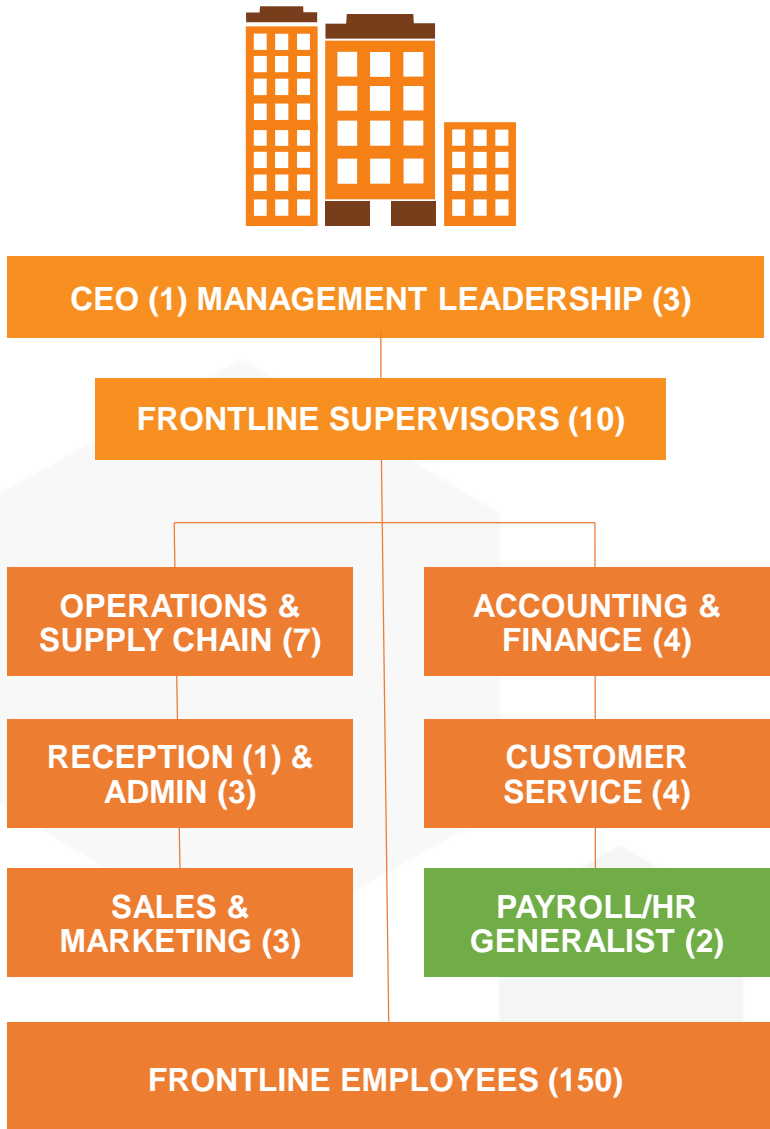 CEO (1) MANAGEMENT LEADERSHIP (3)
FRONTLINE SUPERVISORS (10)
OPERATIONS &
SUPPLY CHAIN (7)
ACCOUNTING &
FINANCE (4)
RECEPTION (1) &
ADMIN (3)
CUSTOMER
SERVICE (4)
SALES &
MARKETING (3)
PAYROLL/HR
GENERALIST (2)
FRONTLINE EMPLOYEES (150)